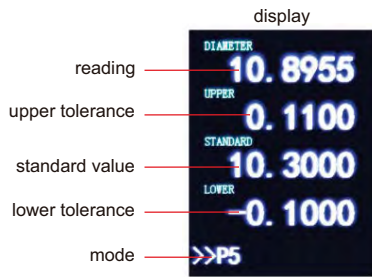 display
DIAMETER
reading
10.8955
UPPER
upper tolerance
0.1100
STANDARD
standard value
10.3000
LOWER
lower tolerance
-0.1000
mode
>>P5